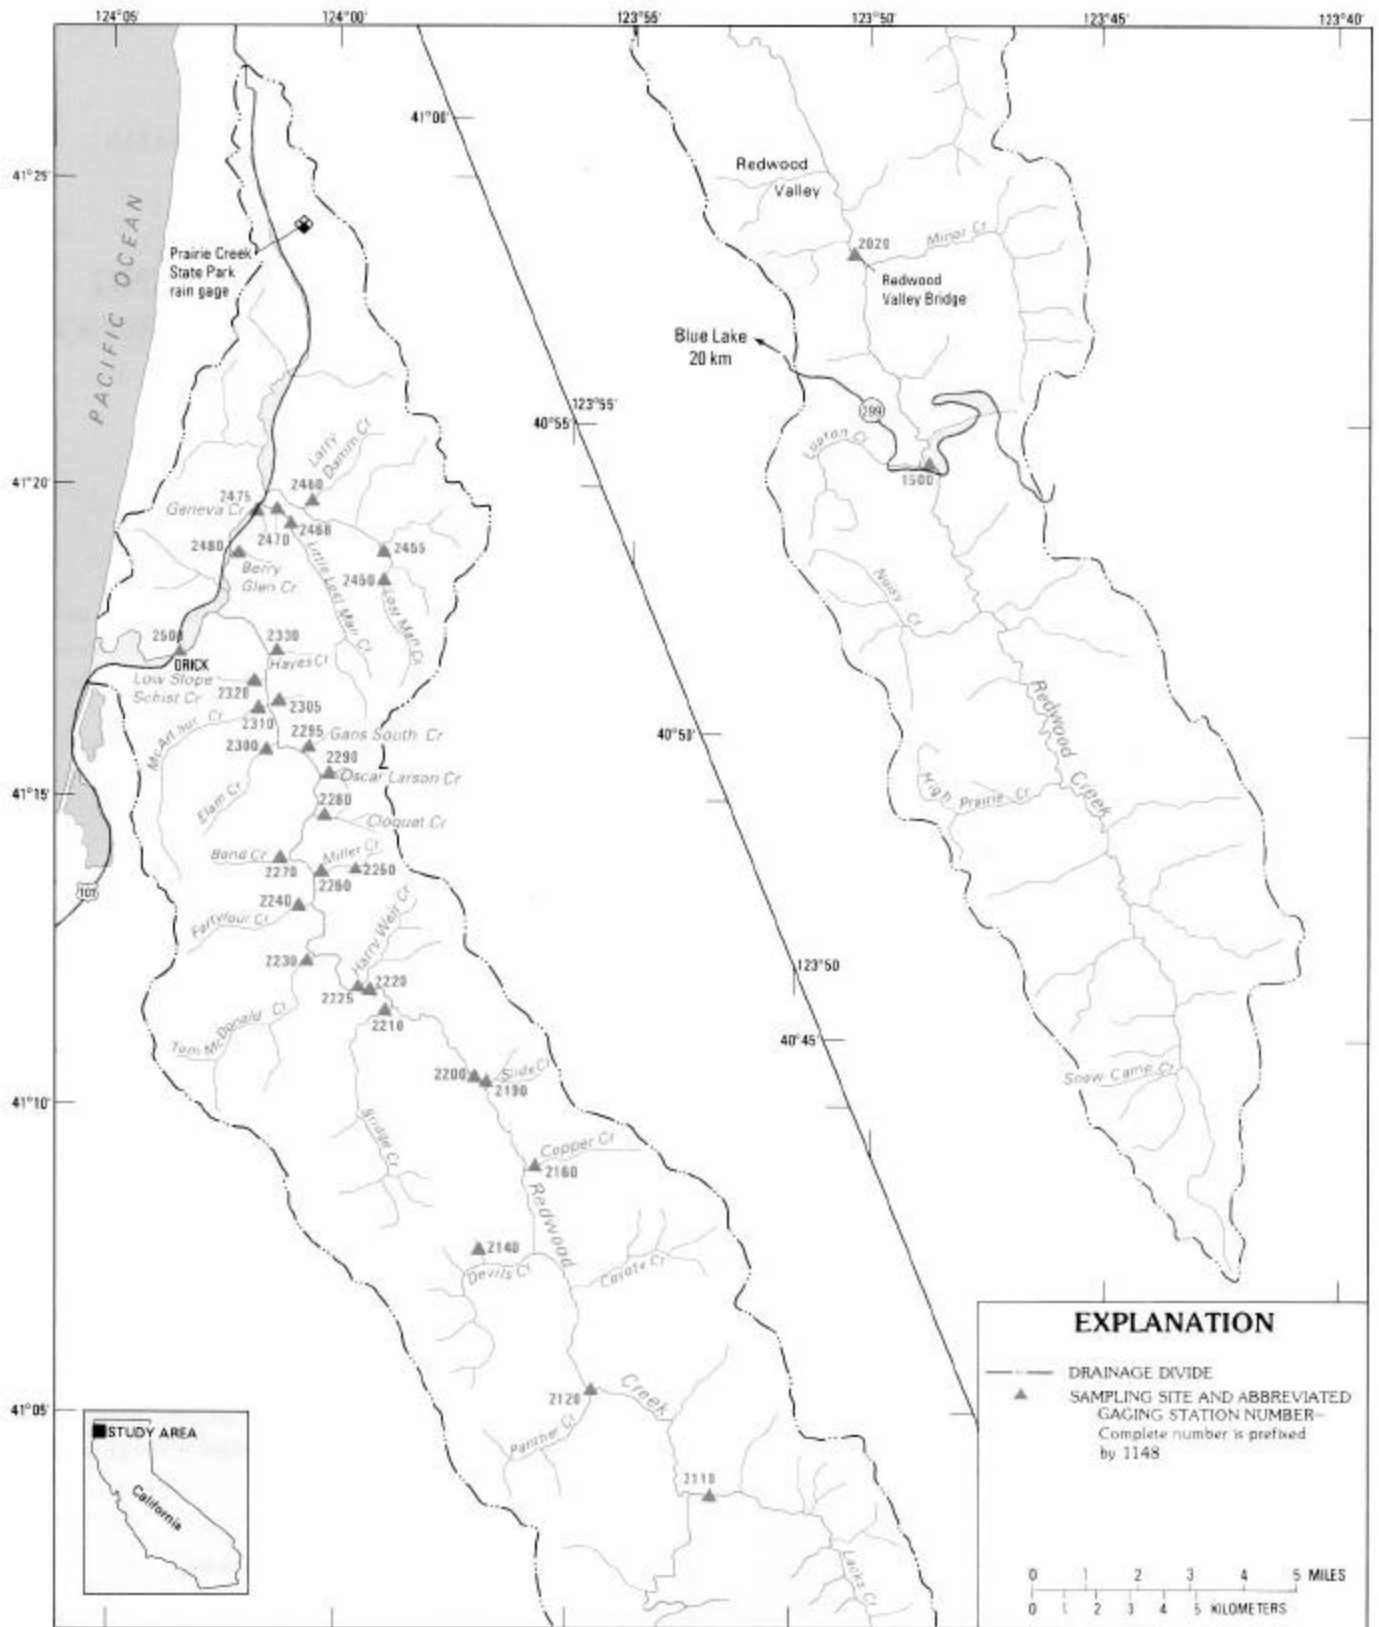 124°05'
124°00'
123°55'
123°50'
123°45'
123°40'
41°00'
41°25'
PACIFIC OCEAN
Prairie Creek
State Park
rain gage
Redwood
Valley
2020
Minor Cr
Redwood
Valley Bridge
Blue Lake
20 km
123°55'
40°55'
299
Lupton Cr
1500
41°20'
Larry
Damm Cr
2460
2475
Geneva Cr
2470
2468
2455
2480
Berry
Glen Cr
2450
Little Lost Man Cr
Lost Man Cr
Noisy Cr
2500
ORICK
2330
Hayes Cr
Low Slope
Schist Cr
2320
2305
McArthur Cr
2310
2295
Gans South Cr
2300
2290
Oscar Larson Cr
Elam Cr
2280
Cloquet Cr
41°15'
40°50'
Redwood Creek
High Prairie Cr
Bond Cr
2270
Miller Cr
2260
2250
101
2240
Fortyfour Cr
Harry Weir Cr
2230
2225
2220
2210
Tom McDonald Cr
123°50
40°45'
2200
Slide Cr
2190
Snow Camp Cr
41°10'
Bridge Cr
Copper Cr
2160
Redwood
2140
Devils Cr
Coyote Cr
2120
Creek
Panther Cr
41°05'
2110
Lacks Cr
STUDY AREA
California
EXPLANATION
DRAINAGE DIVIDE
SAMPLING SITE AND ABBREVIATED
GAGING STATION NUMBER–
Complete number is prefixed
by 1148
0 1 2 3 4 5 MILES
0 1 2 3 4 5 KILOMETERS